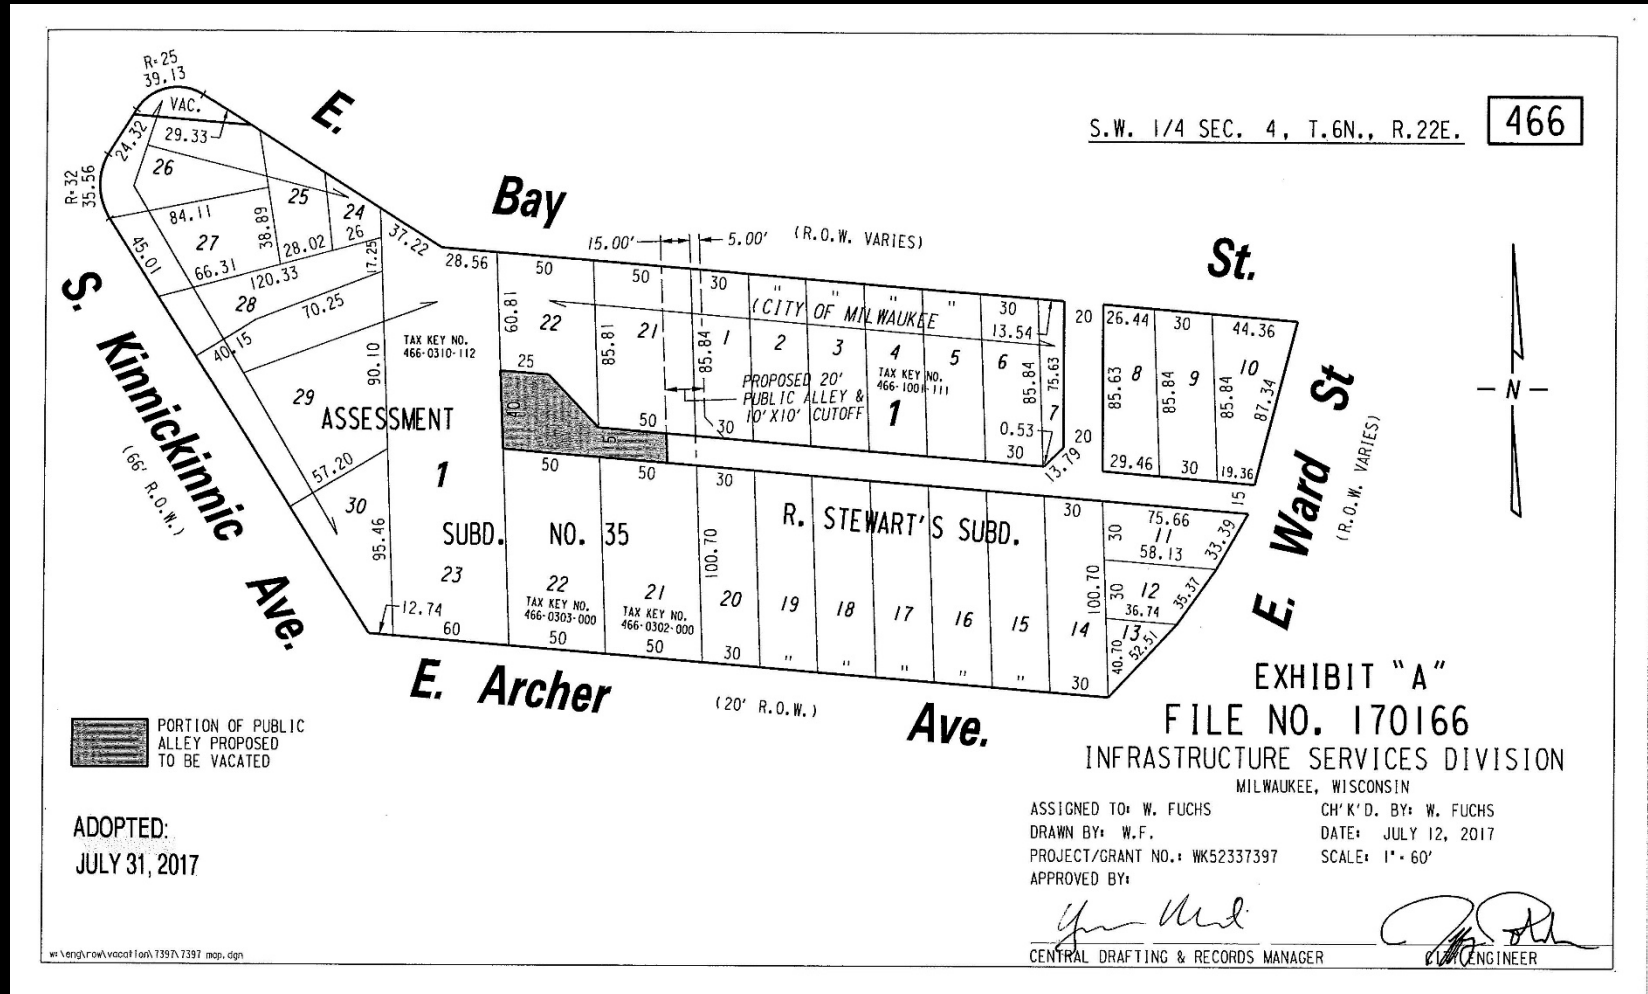 R=25
39.13
VAC.
29.33
24.32
R=32
35.56
26
84.11
27
66.31
45.01
38.89
25
28.02
24
26
17.25
37.22
120.33
28
70.25
40.15
E. Bay St.
S. Kinnickinnic Ave.
(66' R.O.W.)
S.W. 1/4 SEC. 4, T.6N., R.22E.
466
15.00'
5.00'
(R.O.W. VARIES)
28.56
50
50
30
"
"
"
"
30
(CITY OF MILWAUKEE
13.54
20
26.44
30
44.36
60.81
22
85.81
21
85.84
1
2
3
4
5
6
85.84
75.63
7
85.63
8
85.84
9
85.84
10
87.34
TAX KEY NO.
466-0310-112
90.10
25
40
15
50
30
PROPOSED 20'
PUBLIC ALLEY &
10'X10' CUTOFF
TAX KEY NO.
466-1001-111
1
0.53
30
20
13.79
29.46
30
19.36
15
29
ASSESSMENT
1
SUBD. NO. 35
57.20
30
95.46
12.74
60
50
50
30
R. STEWART'S SUBD.
30
23
22
TAX KEY NO.
466-0303-000
50
21
TAX KEY NO.
466-0302-000
50
100.70
20
30
19
"
18
"
17
"
16
"
15
"
14
30
100.70
30
75.66
11
58.13
33.39
30
12
36.74
35.37
13
40.70
52.51
E. Archer Ave.
(20' R.O.W.)
E. Ward St
(R.O.W. VARIES)
N
PORTION OF PUBLIC
ALLEY PROPOSED
TO BE VACATED
ADOPTED:
JULY 31, 2017
EXHIBIT "A"
FILE NO. 170166
INFRASTRUCTURE SERVICES DIVISION
MILWAUKEE, WISCONSIN
ASSIGNED TO: W. FUCHS
CH'K'D. BY: W. FUCHS
DRAWN BY: W.F.
DATE: JULY 12, 2017
PROJECT/GRANT NO.: WK52337397
SCALE: 1"=60'
APPROVED BY:
CENTRAL DRAFTING & RECORDS MANAGER
ENGINEER
w:\eng\row\vacation\7397\7397 map.dgn